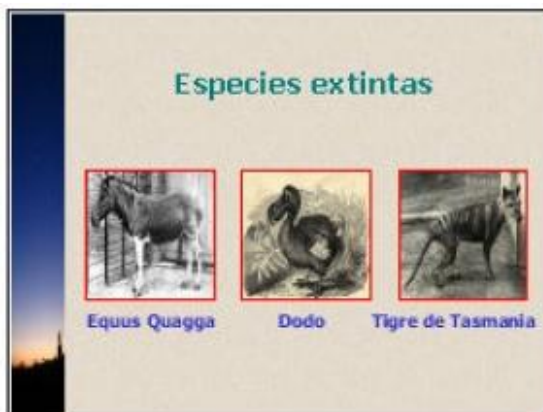 Especies extintas
Equus Quagga
Dodo
Tigre de Tasmania